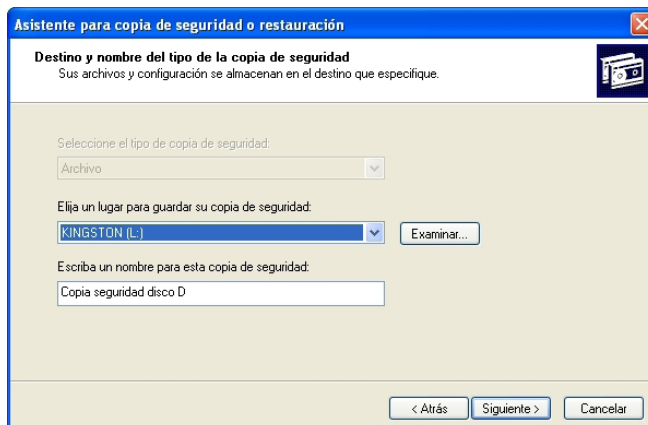 Asistente para copia de seguridad o restauración
Destino y nombre del tipo de la copia de seguridad
Sus archivos y configuración se almacenan en el destino que especifique.
Seleccione el tipo de copia de seguridad:
Archivo
Elija un lugar para guardar su copia de seguridad:
KINGSTON (L:)
Examinar...
Escriba un nombre para esta copia de seguridad:
Copia seguridad disco D
< Atrás
Siguiente >
Cancelar